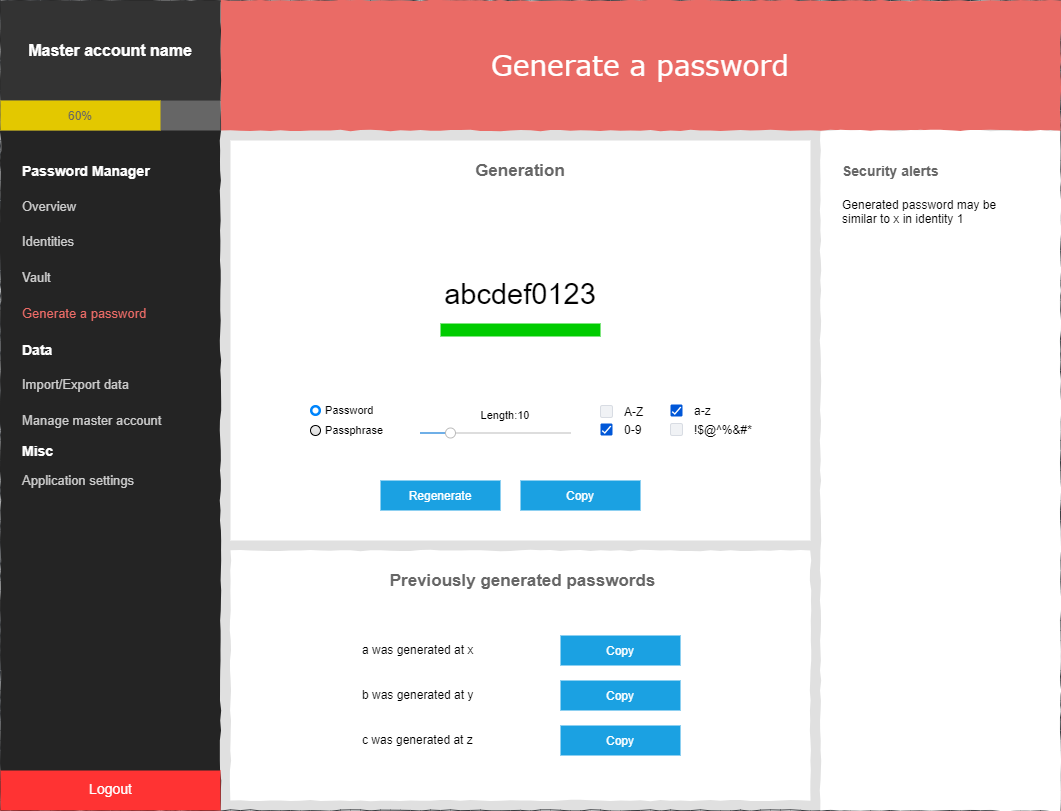 Master account name
60%
Generate a password
Password Manager
Overview
Identities
Vault
Generate a password
Data
Import/Export data
Manage master account
Misc
Application settings
Logout
Generation
abcdef0123
Password
Passphrase
Length:10
A-Z
a-z
0-9
!$@^%&#*
Regenerate
Copy
Previously generated passwords
a was generated at x
Copy
b was generated at y
Copy
c was generated at z
Copy
Security alerts
Generated password may be
similar to x in identity 1